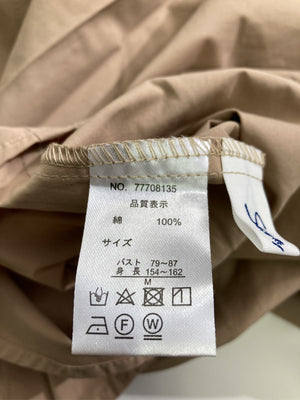 NO. 77708135
品質表示
綿 100%
サイズ
バスト 79～87
身 長 154～162
M
F W